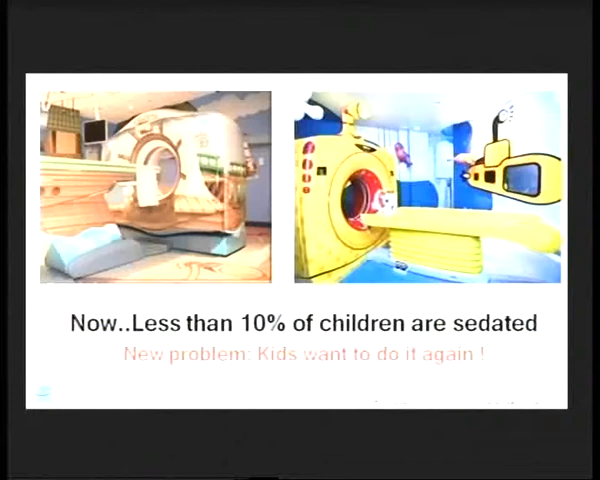 Now..Less than 10% of children are sedated
New problem: Kids want to do it again !